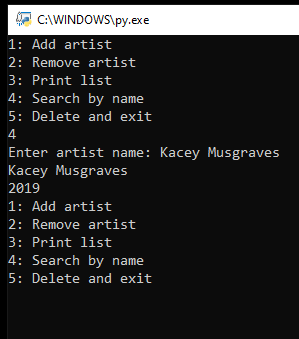 C:\WINDOWS\py.exe
1: Add artist
2: Remove artist
3: Print list
4: Search by name
5: Delete and exit
4
Enter artist name: Kacey Musgraves
Kacey Musgraves
2019
1: Add artist
2: Remove artist
3: Print list
4: Search by name
5: Delete and exit